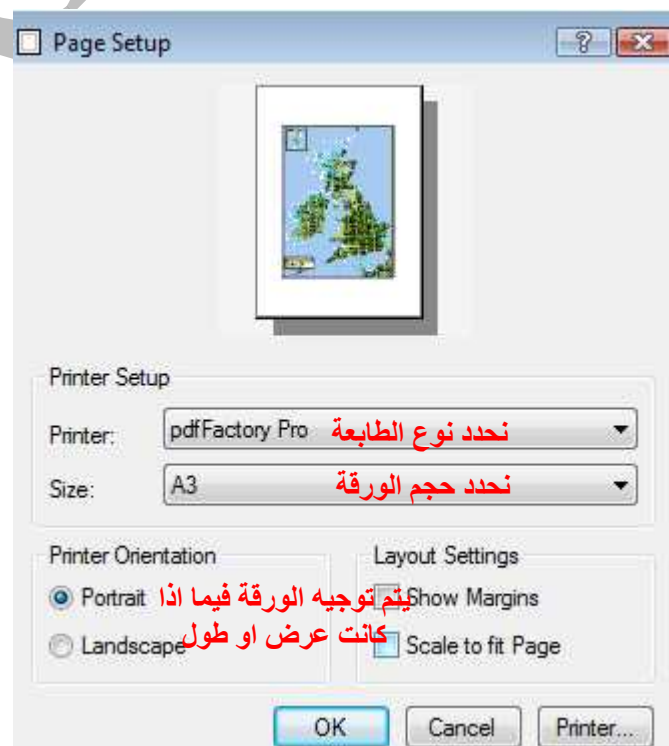 Page Setup
Printer Setup
Printer: pdfFactory Pro نحدد نوع الطابعة
Size: A3 نحدد حجم الورقة
Printer Orientation
Layout Settings
Portrait
يتم توجيه الورقة فيما اذا
Show Margins
Landscape
كانت عرض او طول
Scale to fit Page
OK Cancel Printer...